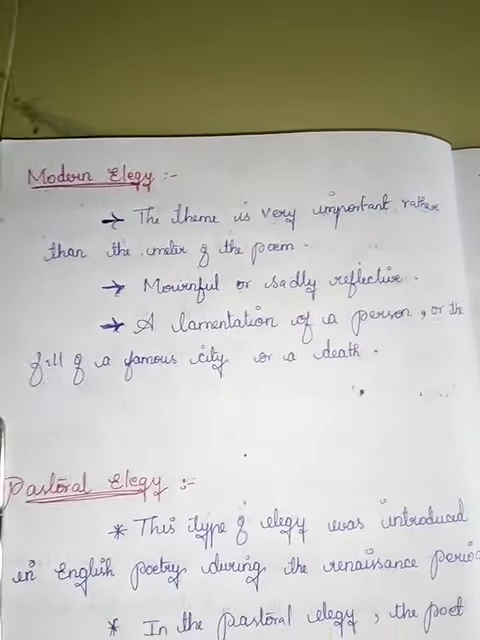 Modern Elegy :-
→ The theme is very important rather
than the meter of the poem.
→ Mournful or sadly reflective.
→ A lamentation of a person, or the
fall of a famous city or a death.
Pastoral Elegy :-
* This type of elegy was introduced
in English poetry during the renaissance perio
* In the pastoral elegy, the poet